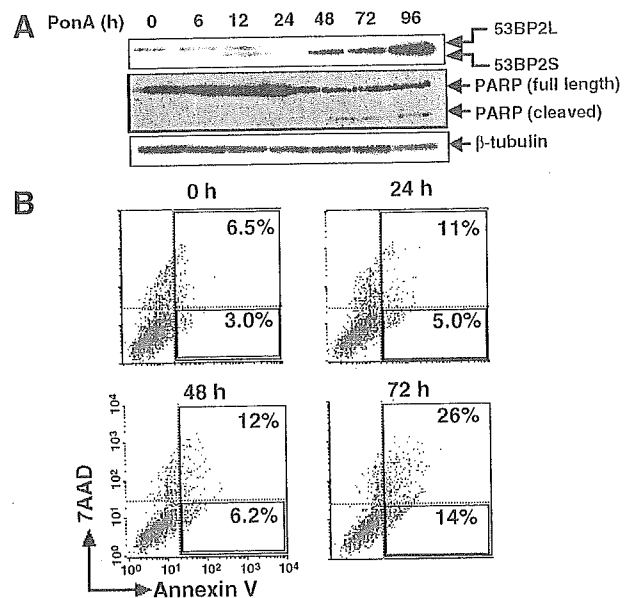 A
PonA (h) 0 6 12 24 48 72 96
53BP2L
53BP2S
PARP (full length)
PARP (cleaved)
β-tubulin
B
0 h
24 h
6.5%
11%
3.0%
5.0%
48 h
72 h
12%
26%
6.2%
14%
10⁴
10³
10²
10¹
10⁰
10⁰ 10¹ 10² 10³ 10⁴
7AAD
Annexin V